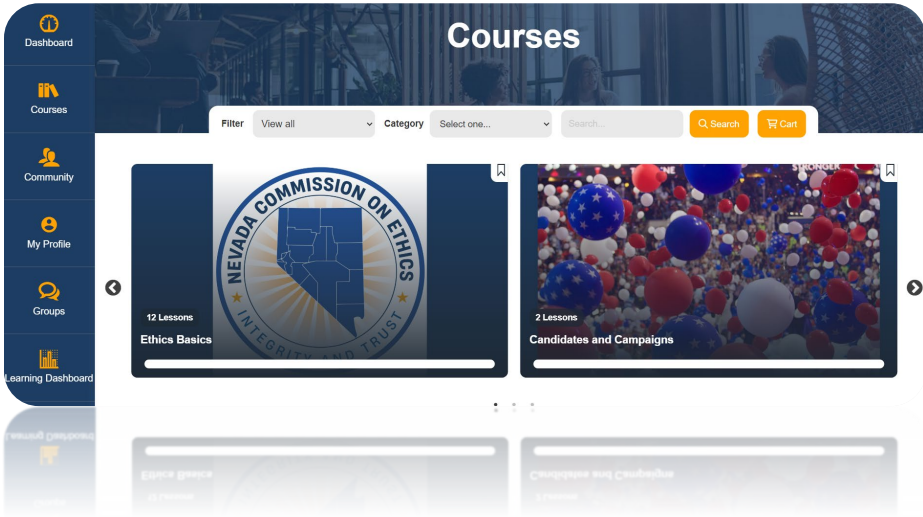 Dashboard
Courses
Community
My Profile
Groups
Learning Dashboard
Courses
Filter
View all
Category
Select one...
Search...
Search
Cart
NEVADA COMMISSION ON ETHICS
INTEGRITY AND TRUST
12 Lessons
Ethics Basics
STRONGER
2 Lessons
Candidates and Campaigns